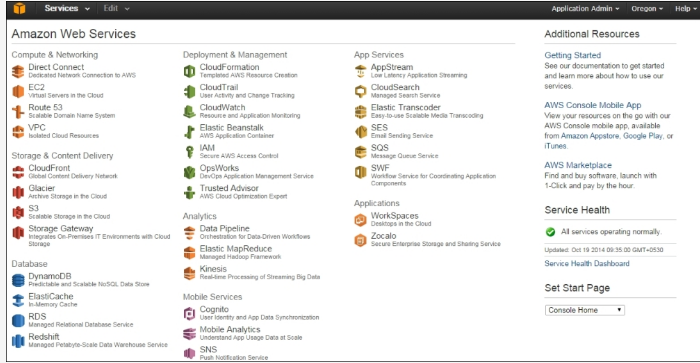 Services Edit Application Admin Oregon Help
Amazon Web Services
Compute & Networking
Direct Connect
Dedicated Network Connection to AWS
EC2
Virtual Servers in the Cloud
Route 53
Scalable Domain Name System
VPC
Isolated Cloud Resources
Storage & Content Delivery
CloudFront
Global Content Delivery Network
Glacier
Archive Storage in the Cloud
S3
Scalable Storage in the Cloud
Storage Gateway
Integrates On-Premises IT Environments with Cloud
Storage
Database
DynamoDB
Predictable and Scalable NoSQL Data Store
ElastiCache
In-Memory Cache
RDS
Managed Relational Database Service
Redshift
Managed Petabyte-Scale Data Warehouse Service
Deployment & Management
CloudFormation
Templated AWS Resource Creation
CloudTrail
User Activity and Change Tracking
CloudWatch
Resource and Application Monitoring
Elastic Beanstalk
AWS Application Container
IAM
Secure AWS Access Control
OpsWorks
DevOps Application Management Service
Trusted Advisor
AWS Cloud Optimization Expert
Analytics
Data Pipeline
Orchestration for Data-Driven Workflows
Elastic MapReduce
Managed Hadoop Framework
Kinesis
Real-time Processing of Streaming Big Data
Mobile Services
Cognito
User Identity and App Data Synchronization
Mobile Analytics
Understand App Usage Data at Scale
SNS
Push Notification Service
App Services
AppStream
Low Latency Application Streaming
CloudSearch
Managed Search Service
Elastic Transcoder
Easy-to-use Scalable Media Transcoding
SES
Email Sending Service
SQS
Message Queue Service
SWF
Workflow Service for Coordinating Application
Components
Applications
WorkSpaces
Desktops in the Cloud
Zocalo
Secure Enterprise Storage and Sharing Service
Additional Resources
Getting Started
See our documentation to get started
and learn more about how to use our
services.
AWS Console Mobile App
View your resources on the go with our
AWS Console mobile app, available
from Amazon Appstore, Google Play, or
iTunes.
AWS Marketplace
Find and buy software, launch with
1-Click and pay by the hour.
Service Health
All services operating normally.
Updated: Oct 19 2014 09:35:00 GMT+0530
Service Health Dashboard
Set Start Page
Console Home